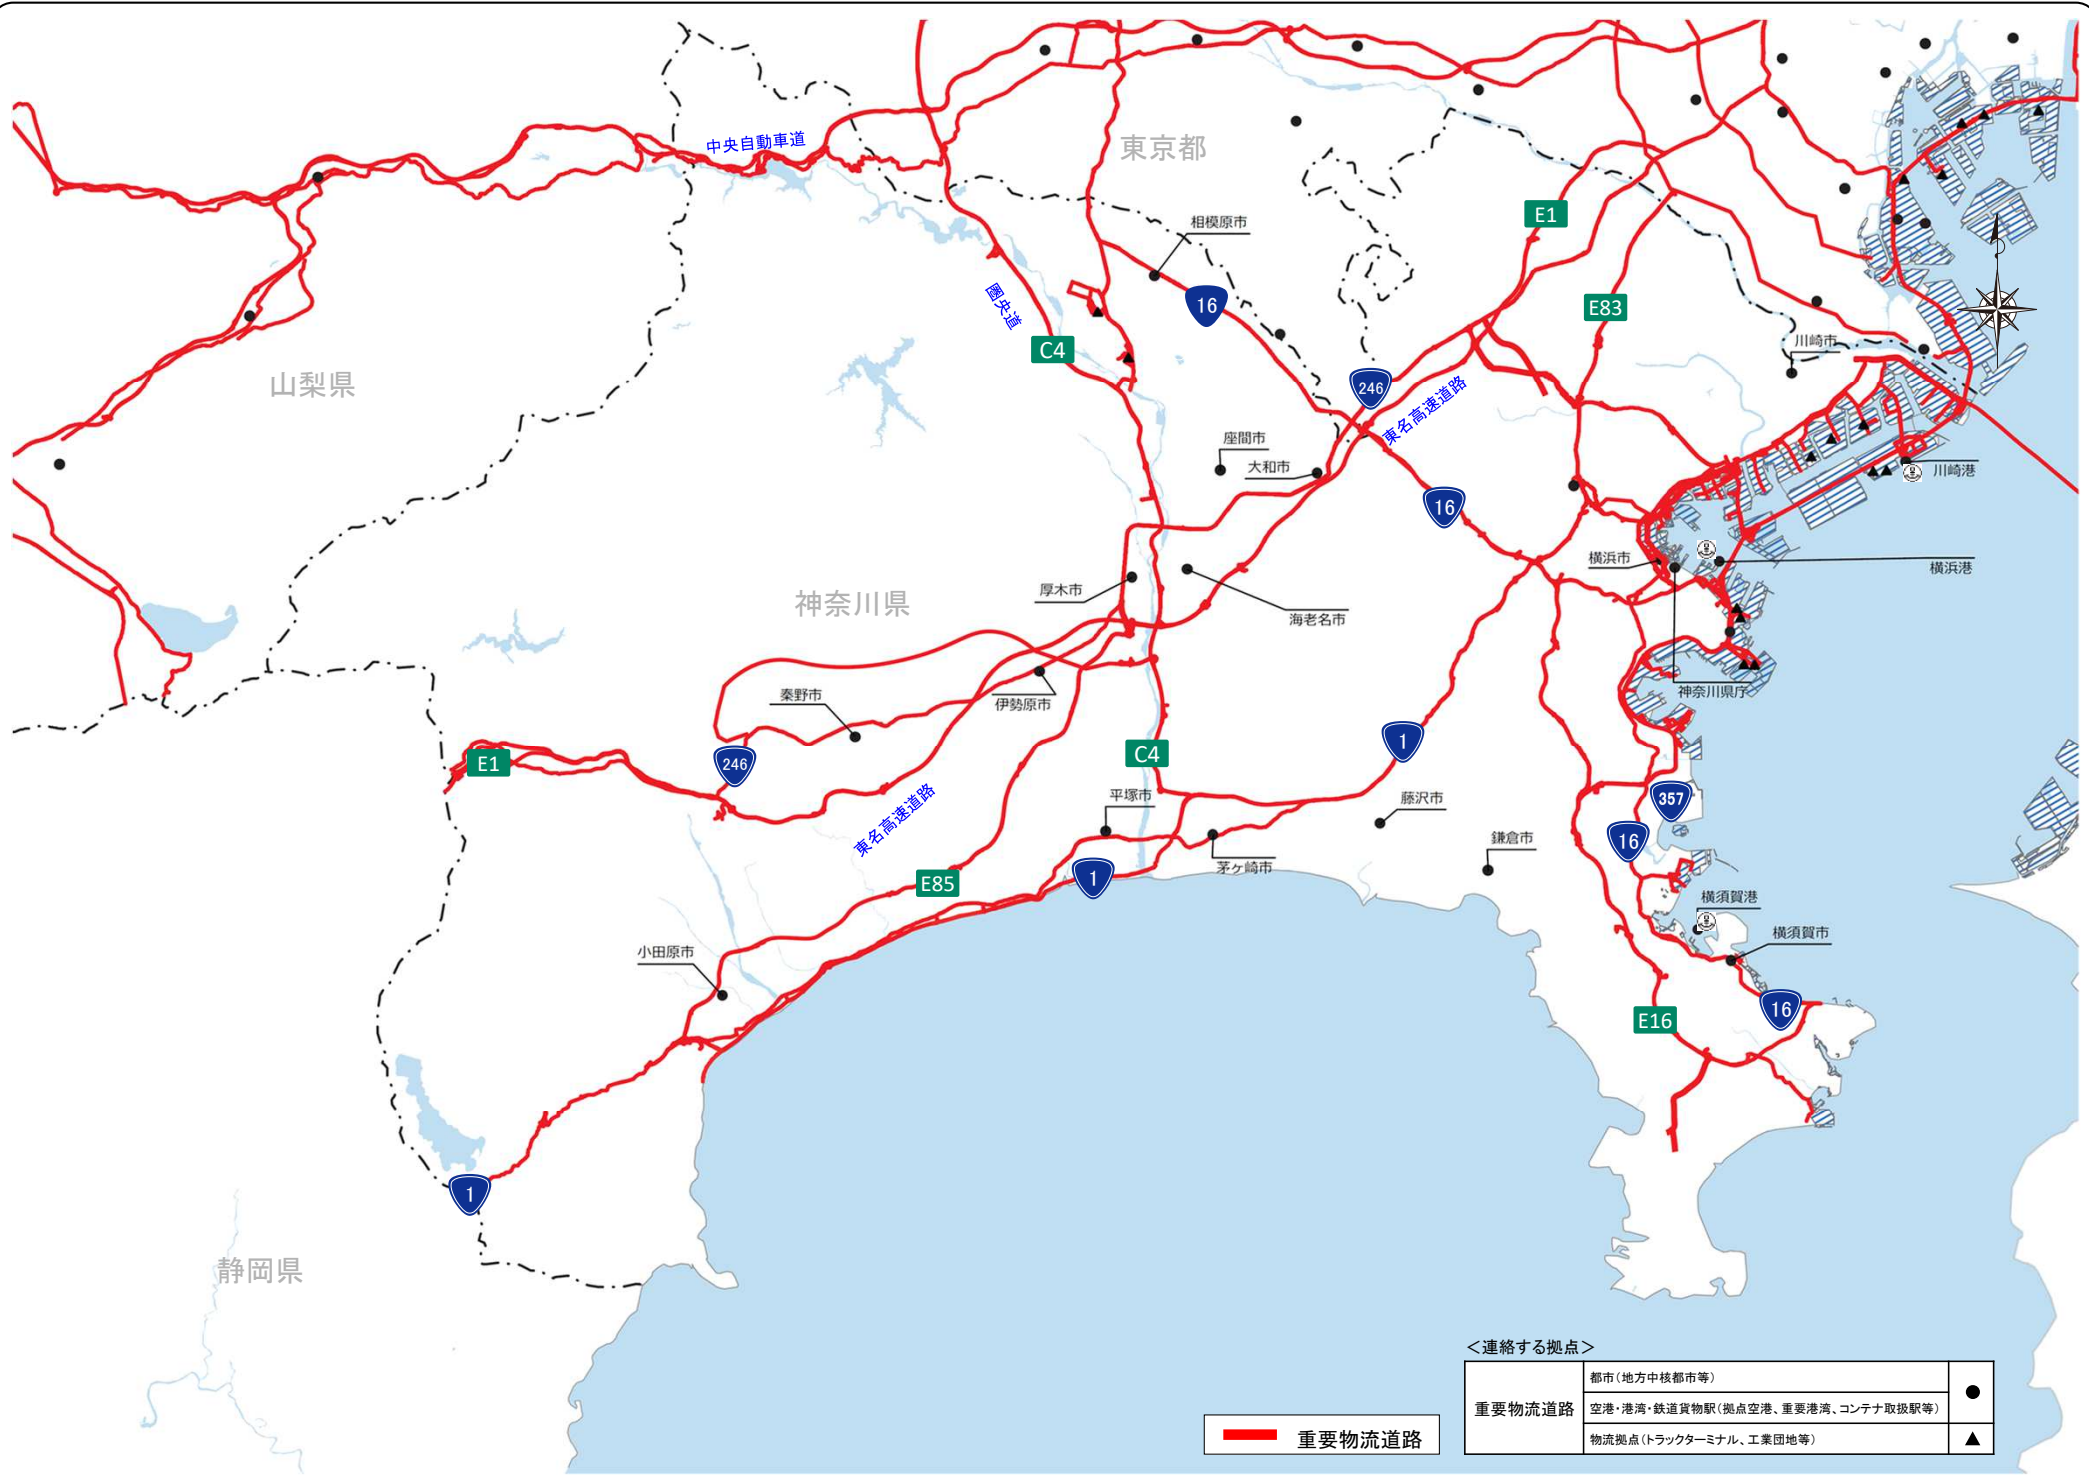 中央自動車道
東京都
E1
相模原市
16
圏央道
E83
C4
川崎市
山梨県
246
東名高速道路
座間市
大和市
川崎港
16
横浜市
横浜港
厚木市
神奈川県
海老名市
秦野市
伊勢原市
神奈川県庁
E1
246
C4
1
357
平塚市
藤沢市
東名高速道路
16
鎌倉市
茅ヶ崎市
E85
1
横須賀港
横須賀市
小田原市
16
E16
1
静岡県
＜連絡する拠点＞
重要物流道路
都市（地方中核都市等）
●
空港・港湾・鉄道貨物駅（拠点空港、重要港湾、コンテナ取扱駅等）
物流拠点（トラックターミナル、工業団地等）
▲
重要物流道路